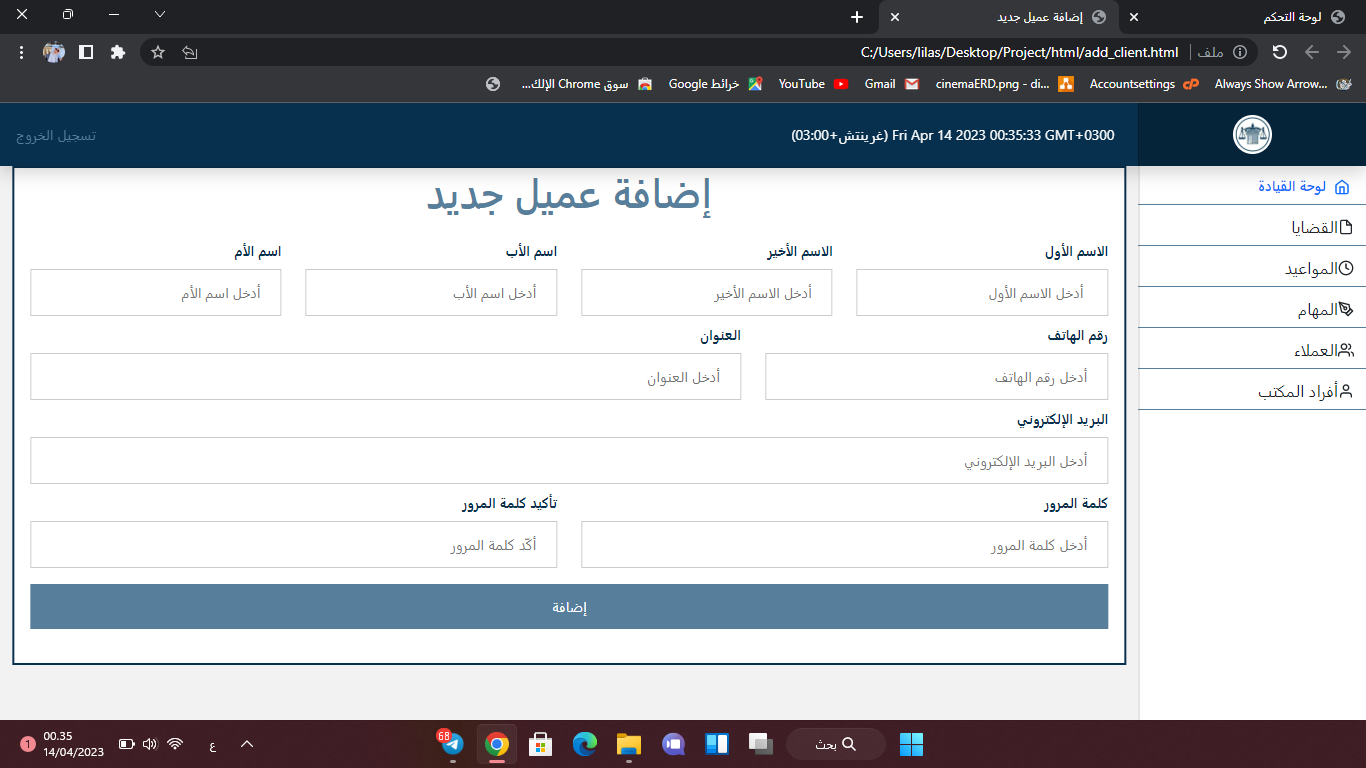 لوحة التحكم
إضافة عميل جديد
C:/Users/lilas/Desktop/Project/html/add_client.html
ملف
Always Show Arrow...
Accountsettings
cinemaERD.png - di...
Gmail
YouTube
خرائط Google
سوق Chrome الإلك...
Fri Apr 14 2023 00:35:33 GMT+0300 (غرينتش+03:00)
تسجيل الخروج
لوحة القيادة
القضايا
المواعيد
المهام
العملاء
أفراد المكتب
إضافة عميل جديد
الاسم الأول
الاسم الأخير
اسم الأب
اسم الأم
أدخل الاسم الأول
أدخل الاسم الأخير
أدخل اسم الأب
أدخل اسم الأم
رقم الهاتف
العنوان
أدخل رقم الهاتف
أدخل العنوان
البريد الإلكتروني
أدخل البريد الإلكتروني
كلمة المرور
تأكيد كلمة المرور
أدخل كلمة المرور
أكّد كلمة المرور
إضافة
بحث
68
ع
00.35
14/04/2023
1